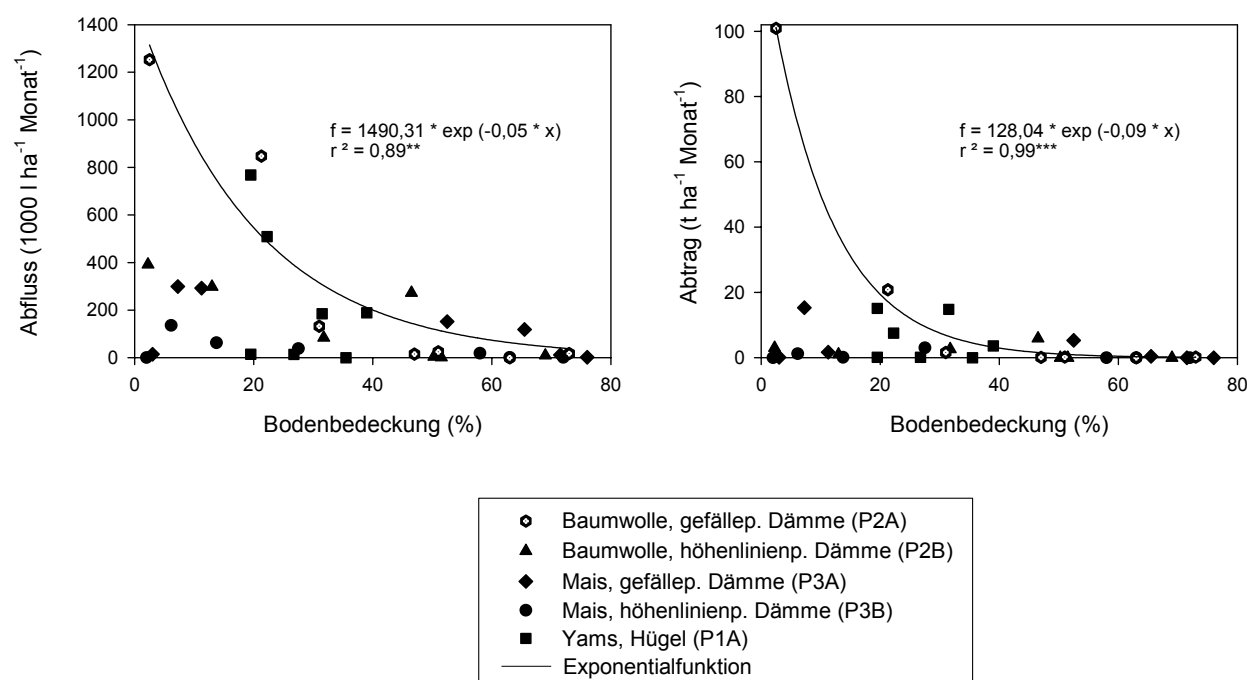 1400
1200
1000
800
600
400
200
0
Abfluss (1000 l ha⁻¹ Monat⁻¹)
f = 1490,31 * exp (-0,05 * x)
r ² = 0,89**
0 20 40 60 80
Bodenbedeckung (%)
100
80
60
40
20
0
Abtrag (t ha⁻¹ Monat⁻¹)
f = 128,04 * exp (-0,09 * x)
r ² = 0,99***
0 20 40 60 80
Bodenbedeckung (%)
Baumwolle, gefällep. Dämme (P2A)
Baumwolle, höhenlinienp. Dämme (P2B)
Mais, gefällep. Dämme (P3A)
Mais, höhenlinienp. Dämme (P3B)
Yams, Hügel (P1A)
Exponentialfunktion